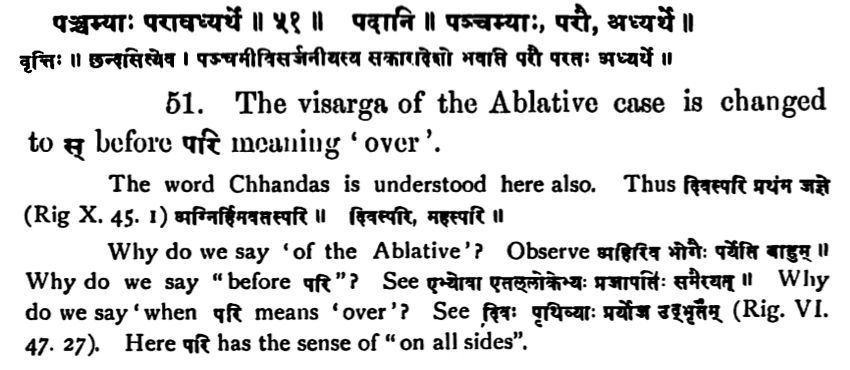 पञ्चम्याः परावध्यर्थे ॥ ५१ ॥ पदानि ॥ पञ्चम्याः, परौ, अध्यर्थे ॥
वृत्तिः ॥ छन्दसित्येव । पञ्चमीविसर्जनीयस्य सकारादेशो भवति परौ परतः अध्यर्थे ॥
51. The visarga of the Ablative case is changed
to स् before परि meaning ‘over’.
The word Chhandas is understood here also. Thus दिवस्परि प्रथमं जज्ञे
(Rig X. 45. 1) अग्निर्हिमवतस्परि ॥ दिवस्परि, महस्परि ॥
Why do we say ‘of the Ablative’? Observe अहिरिव भोगैः पर्येति बाहुम् ॥
Why do we say “before परि”? See एभ्योवा एतल्लोकेभ्यः प्रजापतिः समैरयत् ॥ Why
do we say ‘when परि means ‘over’? See दिवः पृथिव्याः पर्योज उद्भृतम् (Rig. VI.
47. 27). Here परि has the sense of “on all sides”.